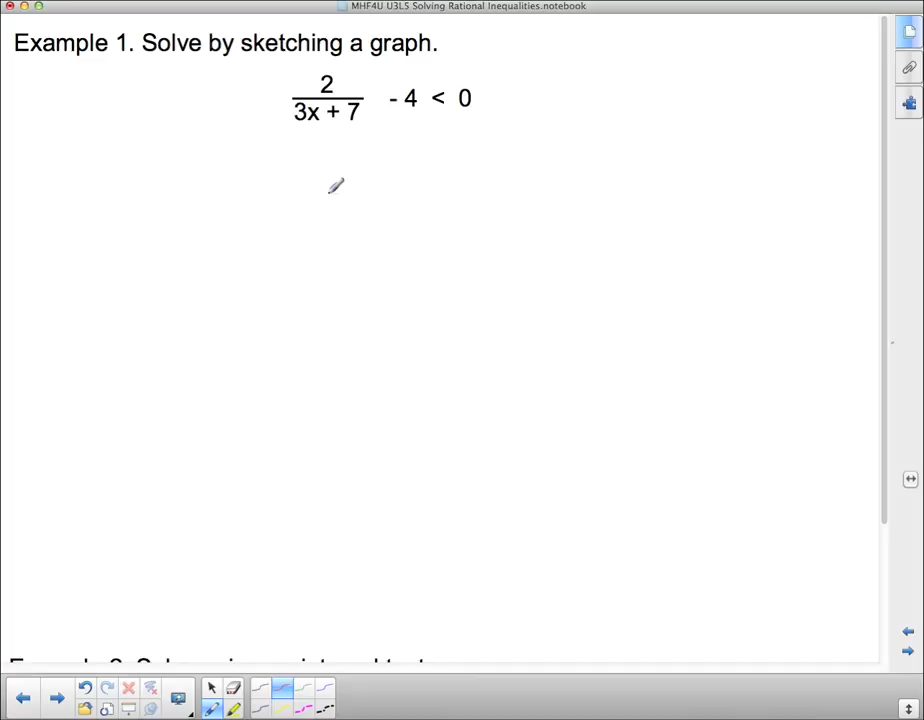 MHF4U U3L5 Solving Rational Inequalities.notebook
Example 1. Solve by sketching a graph.
2
3x + 7 - 4 < 0